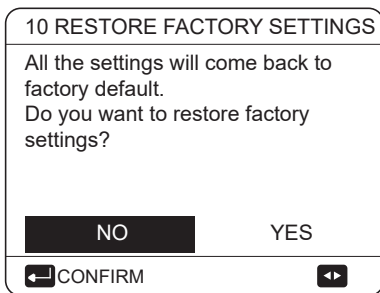 10 RESTORE FACTORY SETTINGS
All the settings will come back to
factory default.
Do you want to restore factory
settings?
NO YES
CONFIRM